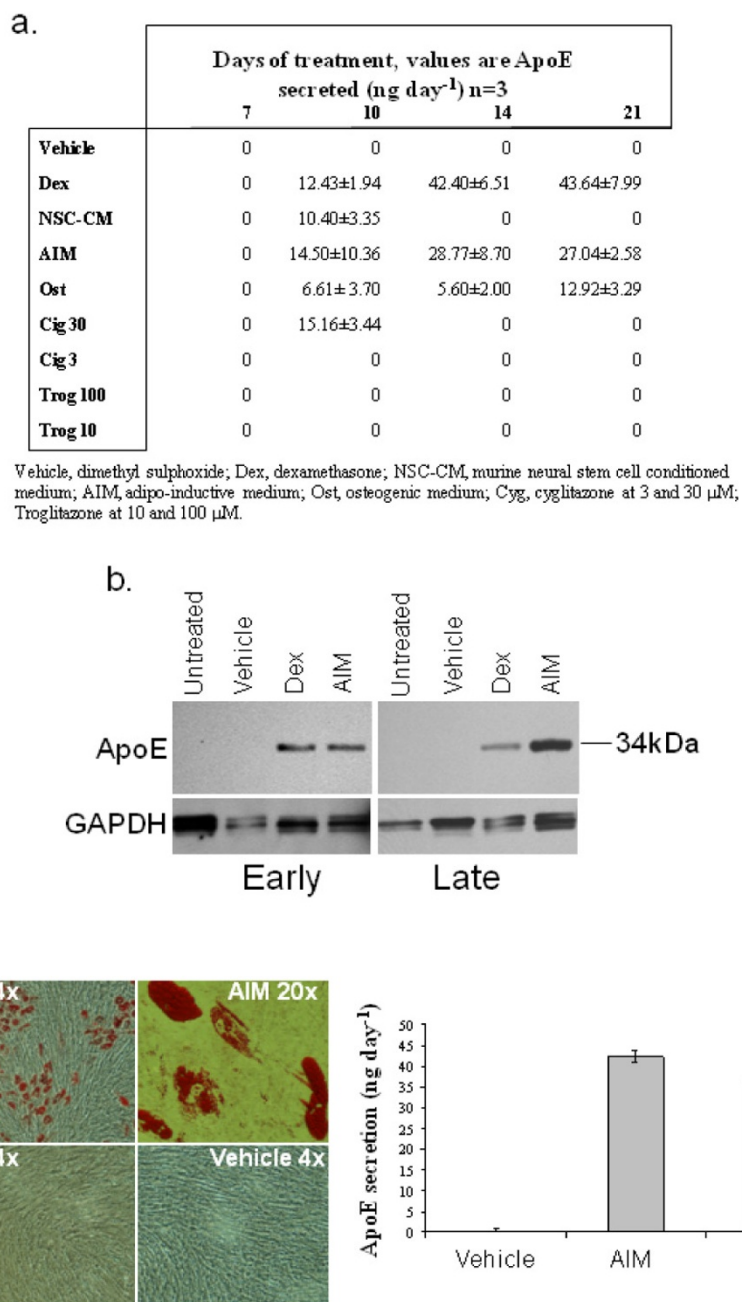 a.
Days of treatment, values are ApoE
secreted (ng day-1) n=3
7 10 14 21
Vehicle 0 0 0 0
Dex 0 12.43±1.94 42.40±6.51 43.64±7.99
NSC-CM 0 10.40±3.35 0 0
AIM 0 14.50±10.36 28.77±8.70 27.04±2.58
Ost 0 6.61±3.70 5.60±2.00 12.92±3.29
Cig 30 0 15.16±3.44 0 0
Cig 3 0 0 0 0
Trog 100 0 0 0 0
Trog 10 0 0 0 0
Vehicle, dimethyl sulphoxide; Dex, dexamethasone; NSC-CM, murine neural stem cell conditioned
medium; AIM, adipo-inductive medium; Ost, osteogenic medium; Cyg, cyglitazone at 3 and 30 μM;
Troglitazone at 10 and 100 μM.
b.
Untreated Vehicle Dex AIM Untreated Vehicle Dex AIM
ApoE 34kDa
GAPDH
Early Late
4x AIM 20x
4x Vehicle 4x
ApoE secretion (ng day-1)
50
45
40
35
30
25
20
15
10
5
0
Vehicle AIM